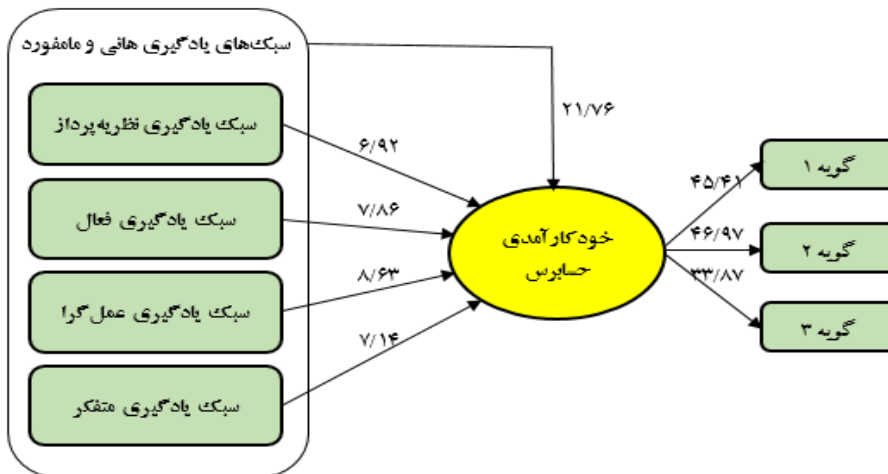 سبک‌های یادگیری هانی و مامفورد
سبک یادگیری نظریه‌پرداز
سبک یادگیری فعال
سبک یادگیری عمل‌گرا
سبک یادگیری متفکر
۲۱/۷۶
۶/۹۲
۷/۸۶
۸/۶۳
۷/۱۴
خودکارآمدی
حسابرس
۴۵/۴۱
۴۶/۹۷
۳۳/۸۷
گویه ۱
گویه ۲
گویه ۳